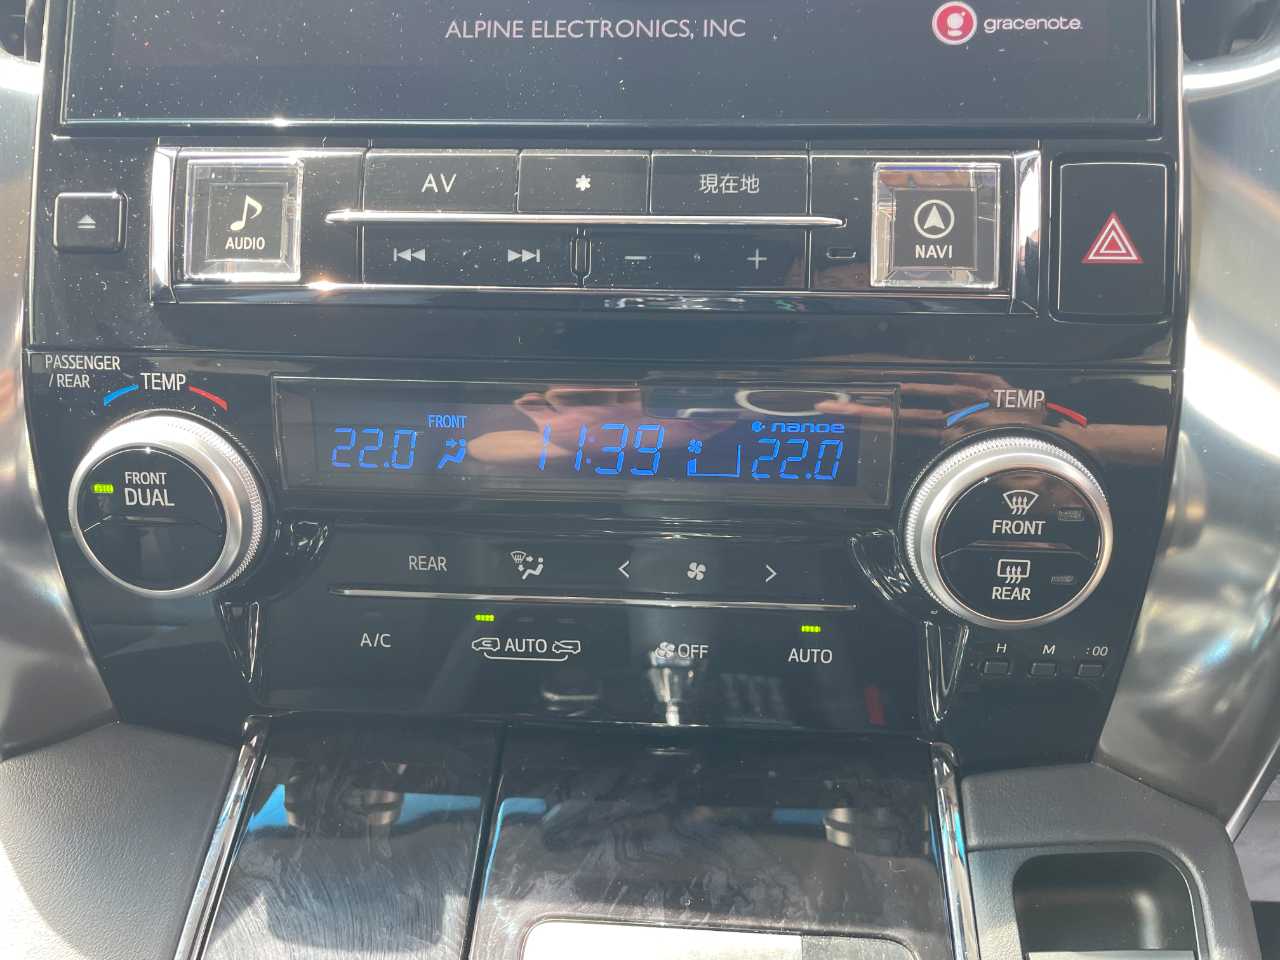 ALPINE ELECTRONICS, INC
gracenote.
AV
現在地
AUDIO
NAVI
PASSENGER
/REAR
TEMP
TEMP
FRONT
nanoe
22.0
11:39
22.0
FRONT
DUAL
FRONT
REAR
REAR
A/C
AUTO
OFF
AUTO
H
M
:00